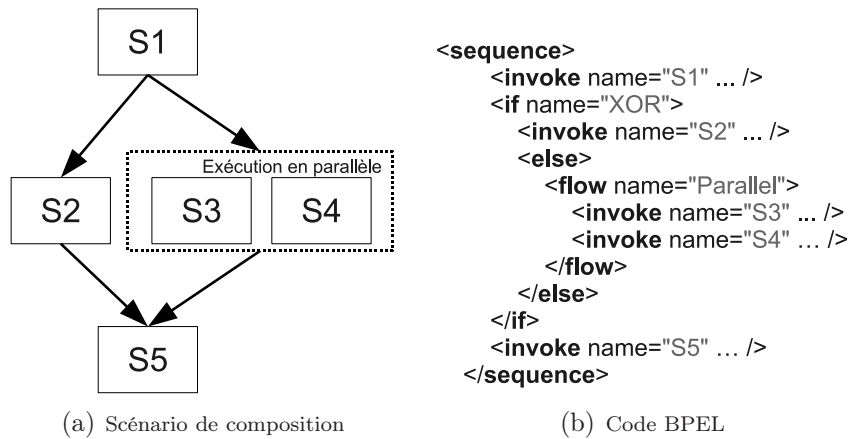 S1
Exécution en parallèle
S2
S3
S4
S5
(a) Scénario de composition
<sequence>
<invoke name="S1" ... />
<if name="XOR">
<invoke name="S2" ... />
<else>
<flow name="Parallel">
<invoke name="S3" ... />
<invoke name="S4" ... />
</flow>
</else>
</if>
<invoke name="S5" ... />
</sequence>
(b) Code BPEL